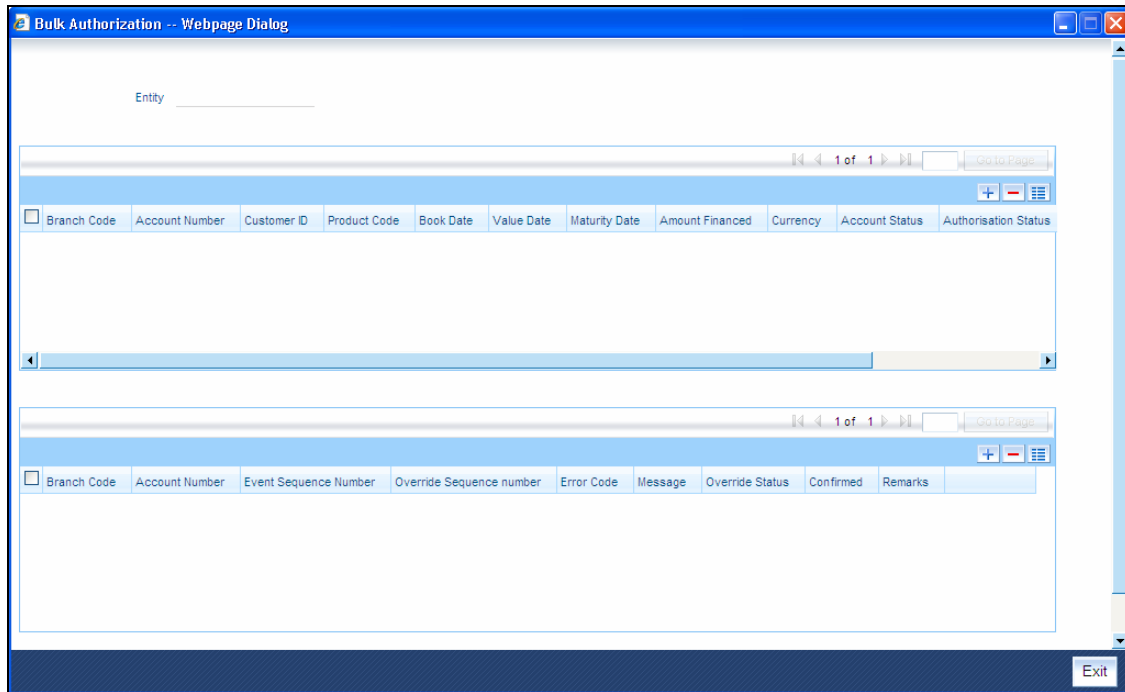 Bulk Authorization -- Webpage Dialog
Entity
1 of 1 Go to Page
Branch Code Account Number Customer ID Product Code Book Date Value Date Maturity Date Amount Financed Currency Account Status Authorisation Status
1 of 1 Go to Page
Branch Code Account Number Event Sequence Number Override Sequence number Error Code Message Override Status Confirmed Remarks
Exit